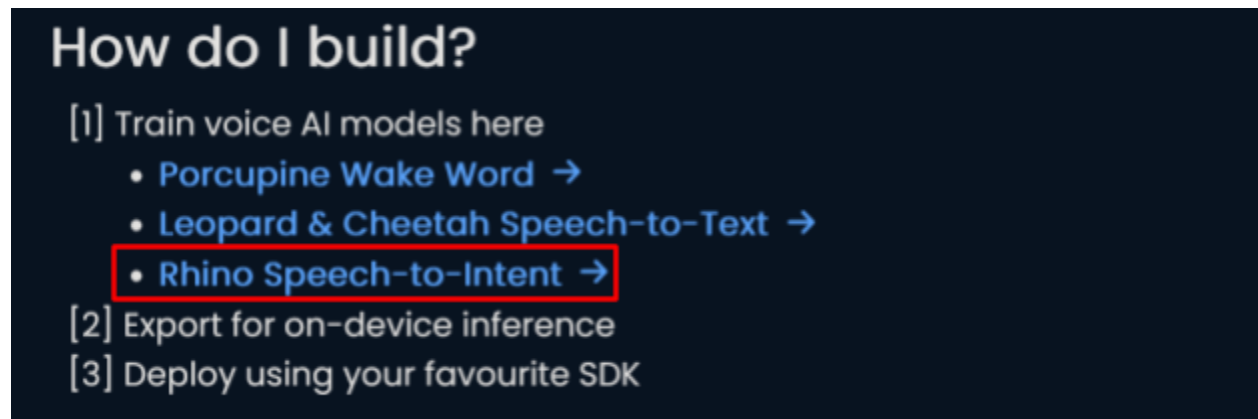 How do I build?
[1] Train voice AI models here
• Porcupine Wake Word →
• Leopard & Cheetah Speech-to-Text →
• Rhino Speech-to-Intent →
[2] Export for on-device inference
[3] Deploy using your favourite SDK